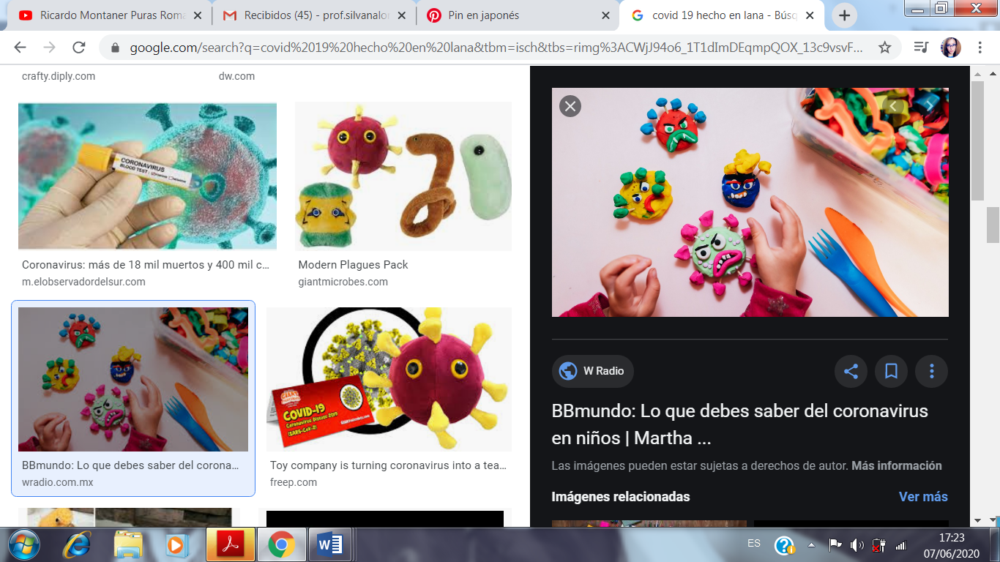 Ricardo Montaner Puras Roma
Recibidos (45) - prof.silvanalor
Pin en japonés
covid 19 hecho en lana - Búsq
google.com/search?q=covid%2019%20hecho%20en%20lana&tbm=isch&tbs=rimg%3ACWjJ94o6_1T1dImDEqmpQOX_13c9vsvF...
crafty.diply.com
dw.com
CORONAVIRUS
BLOOD TEST:
Coronavirus: más de 18 mil muertos y 400 mil c...
m.elobservadordelsur.com
Modern Plagues Pack
giantmicrobes.com
COVID-19
Coronavirus Disease 2019
(SARS-CoV-2)
BBmundo: Lo que debes saber del corona...
wradio.com.mx
Toy company is turning coronavirus into a tea...
freep.com
W Radio
BBmundo: Lo que debes saber del coronavirus
en niños | Martha ...
Las imágenes pueden estar sujetas a derechos de autor. Más información
Imágenes relacionadas
Ver más
ES
17:23
07/06/2020